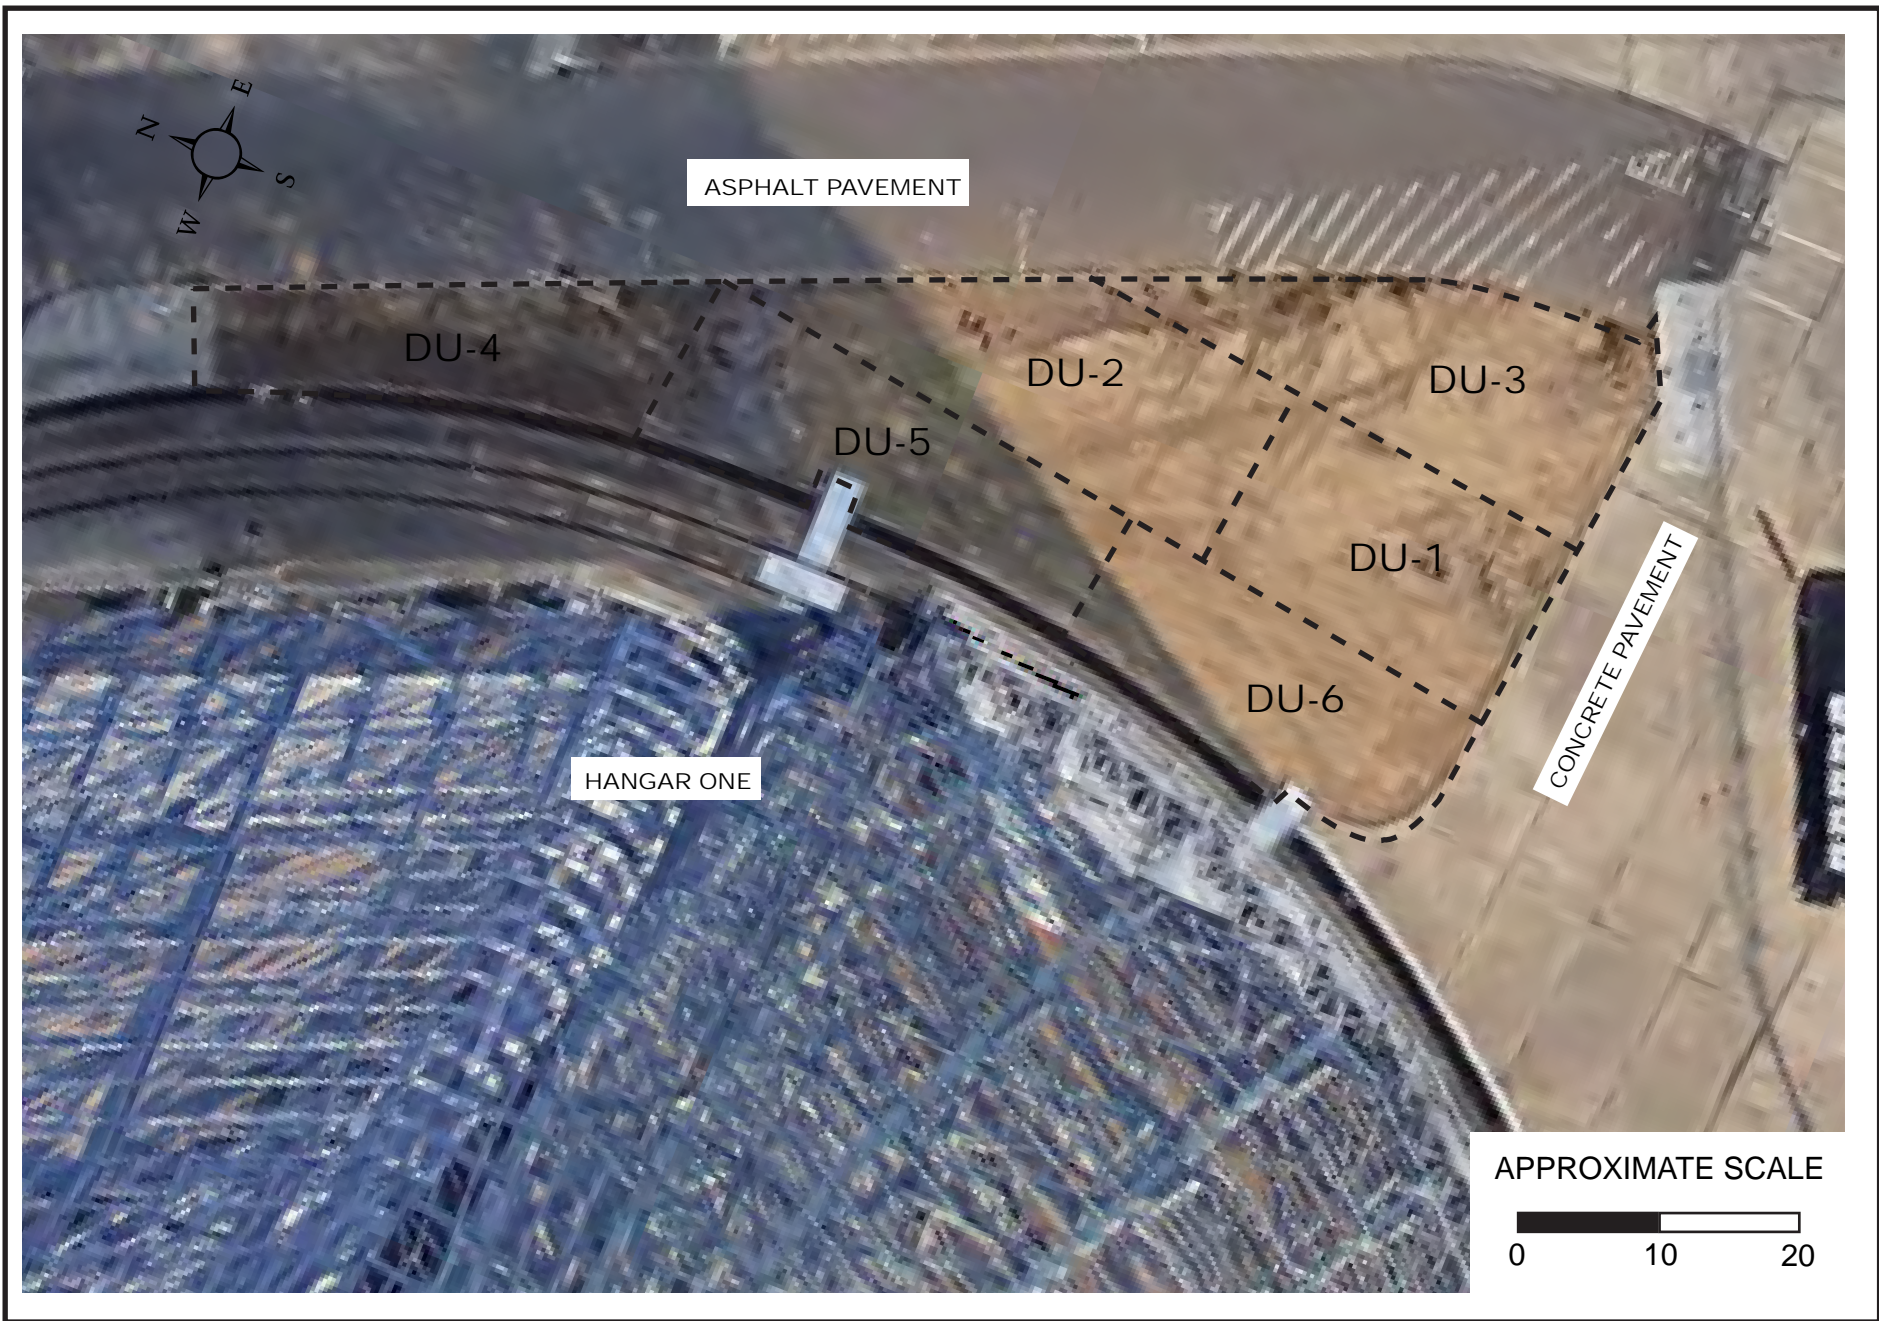 E
N
S
W
ASPHALT PAVEMENT
DU-4
DU-2
DU-3
DU-5
DU-1
DU-6
CONCRETE PAVEMENT
HANGAR ONE
APPROXIMATE SCALE
0 10 20